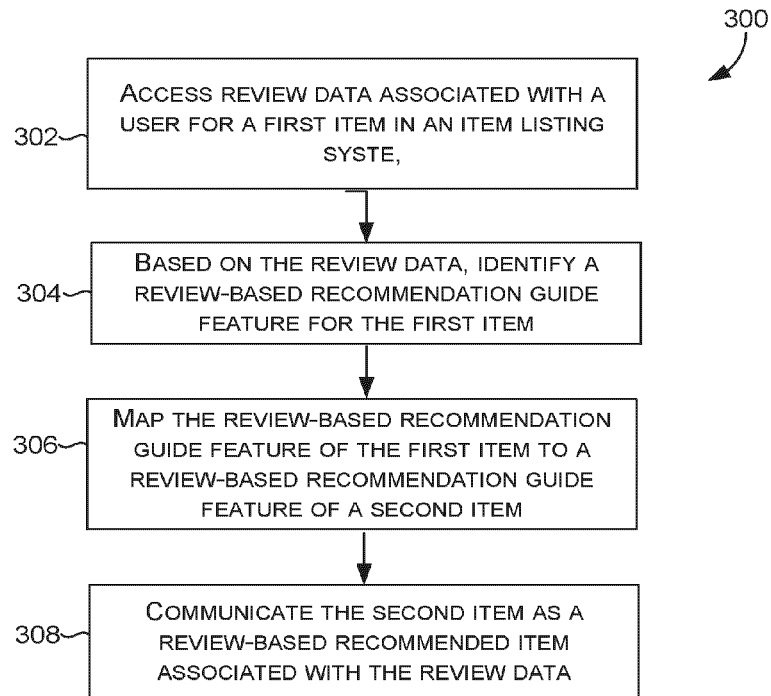 300
302
ACCESS REVIEW DATA ASSOCIATED WITH A
USER FOR A FIRST ITEM IN AN ITEM LISTING
SYSTE,
304
BASED ON THE REVIEW DATA, IDENTIFY A
REVIEW-BASED RECOMMENDATION GUIDE
FEATURE FOR THE FIRST ITEM
306
MAP THE REVIEW-BASED RECOMMENDATION
GUIDE FEATURE OF THE FIRST ITEM TO A
REVIEW-BASED RECOMMENDATION GUIDE
FEATURE OF A SECOND ITEM
308
COMMUNICATE THE SECOND ITEM AS A
REVIEW-BASED RECOMMENDED ITEM
ASSOCIATED WITH THE REVIEW DATA